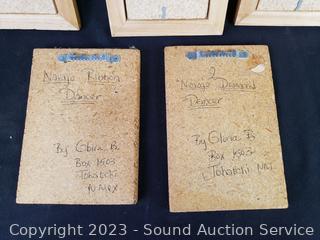 Navajo Ribbon
Dancer
By Gloria B.
Box 1503
Tohatchi
N Mex
2
Navajo Diamond
Dancer
By Gloria B.
Box 1503
Tohatchi NM
Copyright 2023 - SoldRight Auction Service